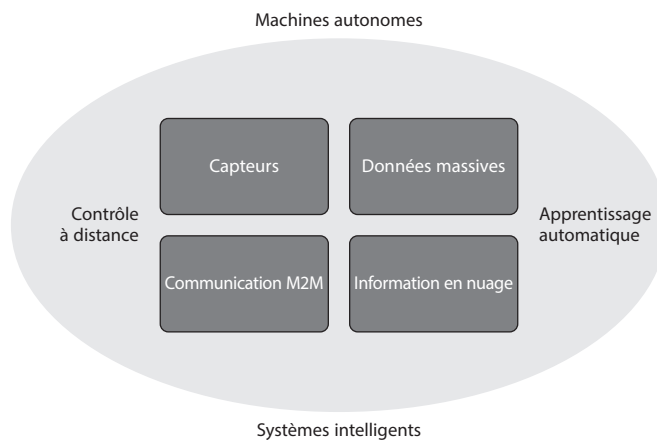 Machines autonomes
Capteurs
Données massives
Contrôle
à distance
Apprentissage
automatique
Communication M2M
Information en nuage
Systèmes intelligents